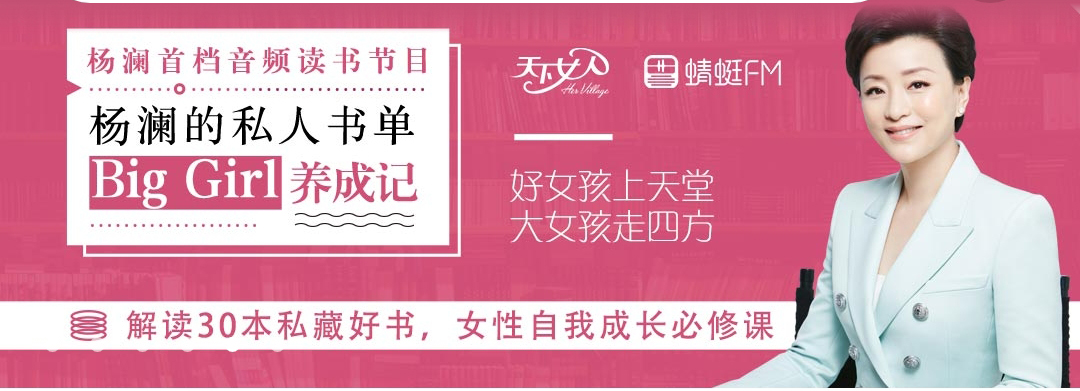 杨澜首档音频读书节目
杨澜的私人书单
Big Girl 养成记
天下女人
Her Village
蜻蜓FM
好女孩上天堂
大女孩走四方
解读30本私藏好书，女性自我成长必修课